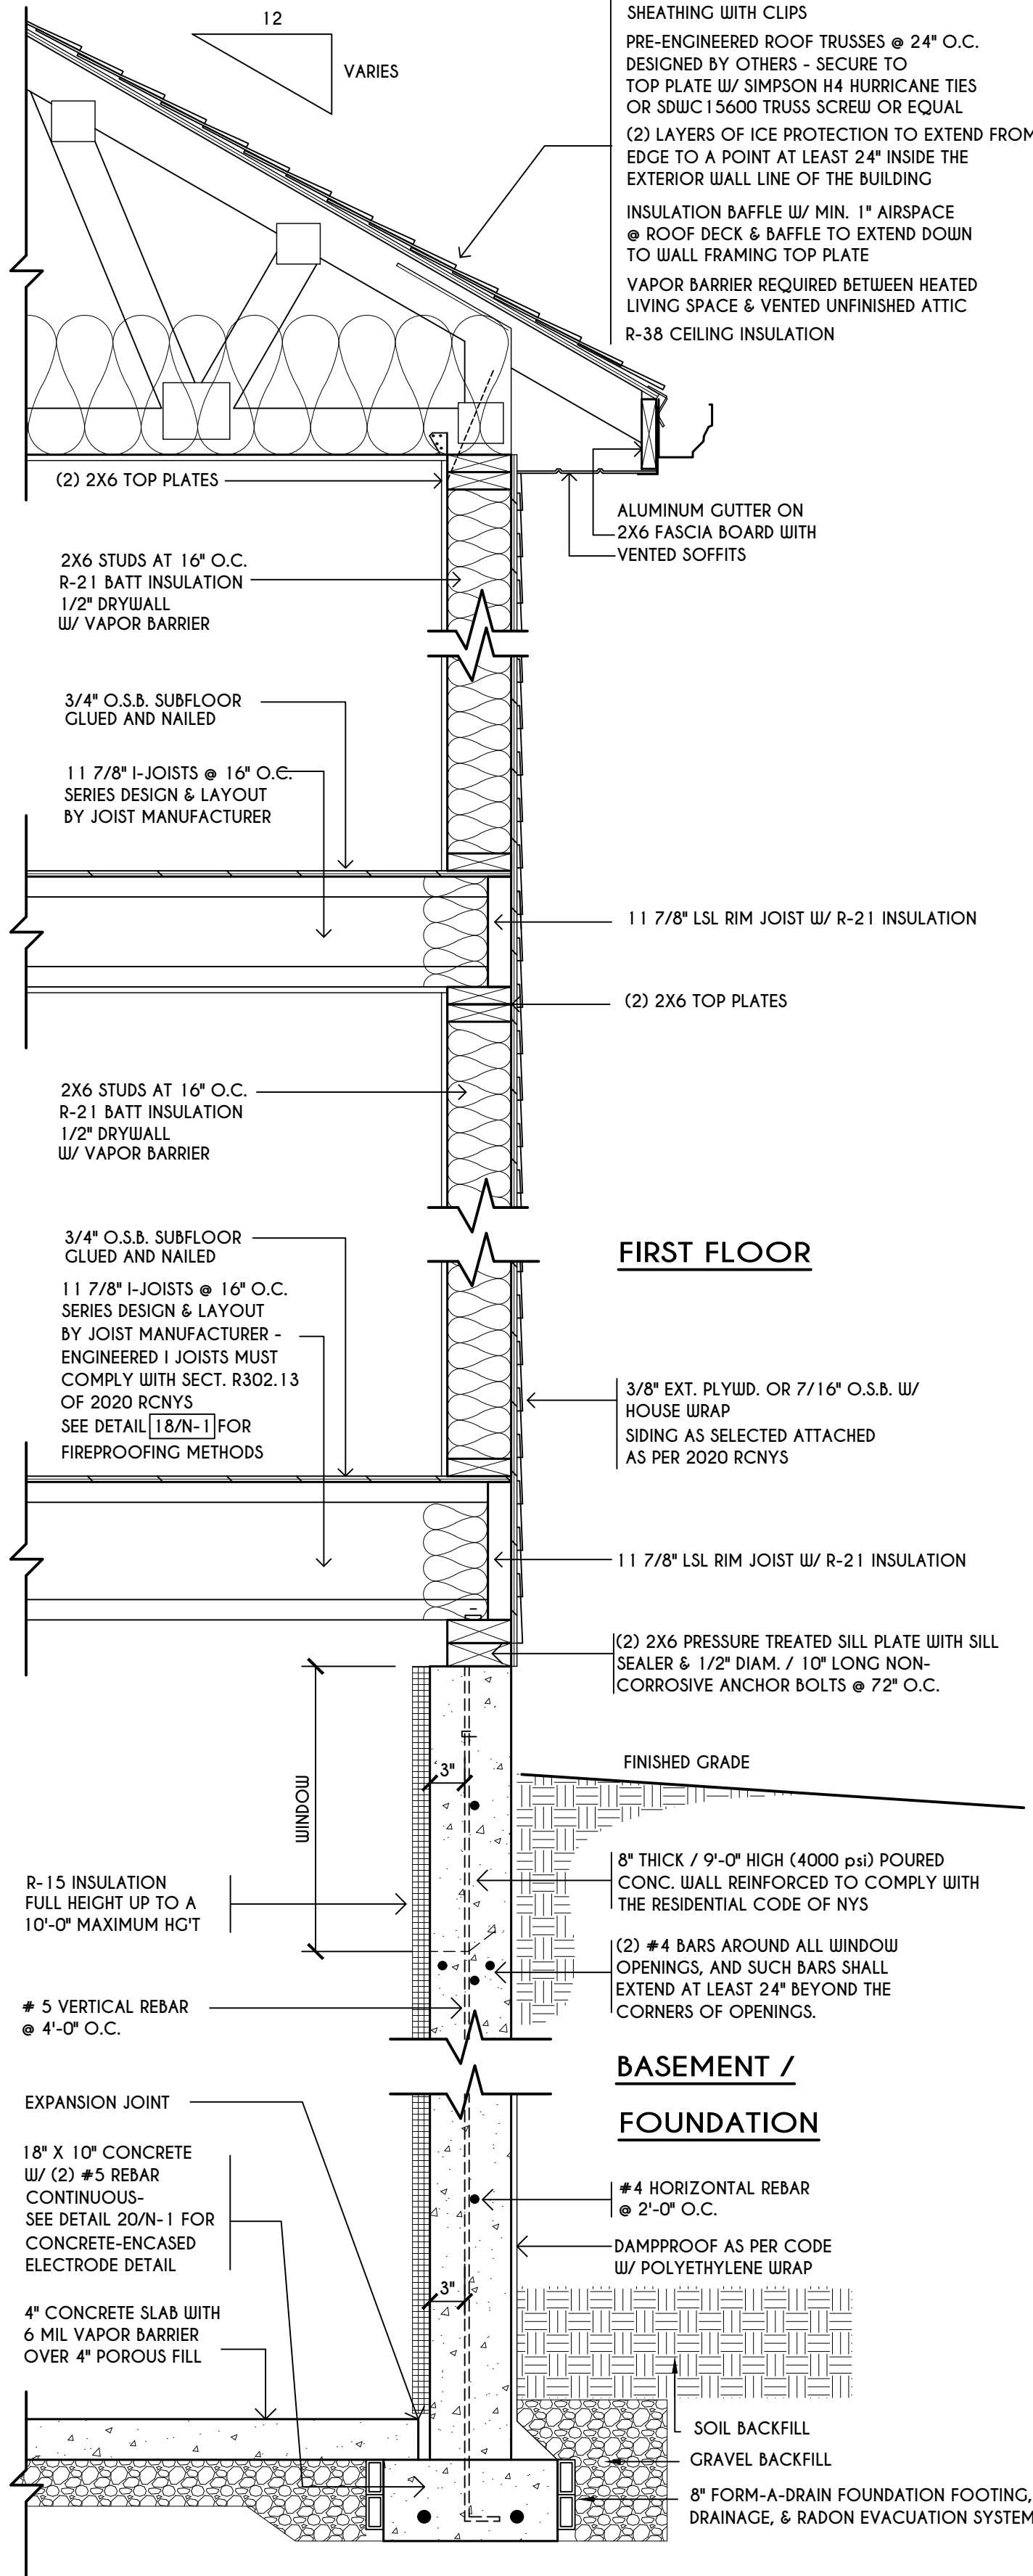 12
VARIES
SHEATHING WITH CLIPS
PRE-ENGINEERED ROOF TRUSSES @ 24" O.C.
DESIGNED BY OTHERS - SECURE TO
TOP PLATE W/ SIMPSON H4 HURRICANE TIES
OR SDWC15600 TRUSS SCREW OR EQUAL
(2) LAYERS OF ICE PROTECTION TO EXTEND FROM
EDGE TO A POINT AT LEAST 24" INSIDE THE
EXTERIOR WALL LINE OF THE BUILDING
INSULATION BAFFLE W/ MIN. 1" AIRSPACE
@ ROOF DECK & BAFFLE TO EXTEND DOWN
TO WALL FRAMING TOP PLATE
VAPOR BARRIER REQUIRED BETWEEN HEATED
LIVING SPACE & VENTED UNFINISHED ATTIC
R-38 CEILING INSULATION
(2) 2X6 TOP PLATES
ALUMINUM GUTTER ON
2X6 FASCIA BOARD WITH
VENTED SOFFITS
2X6 STUDS AT 16" O.C.
R-21 BATT INSULATION
1/2" DRYWALL
W/ VAPOR BARRIER
3/4" O.S.B. SUBFLOOR
GLUED AND NAILED
11 7/8" I-JOISTS @ 16" O.C.
SERIES DESIGN & LAYOUT
BY JOIST MANUFACTURER
11 7/8" LSL RIM JOIST W/ R-21 INSULATION
(2) 2X6 TOP PLATES
2X6 STUDS AT 16" O.C.
R-21 BATT INSULATION
1/2" DRYWALL
W/ VAPOR BARRIER
3/4" O.S.B. SUBFLOOR
GLUED AND NAILED
FIRST FLOOR
11 7/8" I-JOISTS @ 16" O.C.
SERIES DESIGN & LAYOUT
BY JOIST MANUFACTURER -
ENGINEERED I JOISTS MUST
COMPLY WITH SECT. R302.13
OF 2020 RCNYS
SEE DETAIL 18/N-1 FOR
FIREPROOFING METHODS
3/8" EXT. PLYWD. OR 7/16" O.S.B. W/
HOUSE WRAP
SIDING AS SELECTED ATTACHED
AS PER 2020 RCNYS
11 7/8" LSL RIM JOIST W/ R-21 INSULATION
(2) 2X6 PRESSURE TREATED SILL PLATE WITH SILL
SEALER & 1/2" DIAM. / 10" LONG NON-
CORROSIVE ANCHOR BOLTS @ 72" O.C.
FINISHED GRADE
3"
WINDOW
8" THICK / 9'-0" HIGH (4000 psi) POURED
CONC. WALL REINFORCED TO COMPLY WITH
THE RESIDENTIAL CODE OF NYS
R-15 INSULATION
FULL HEIGHT UP TO A
10'-0" MAXIMUM HG'T
(2) #4 BARS AROUND ALL WINDOW
OPENINGS, AND SUCH BARS SHALL
EXTEND AT LEAST 24" BEYOND THE
CORNERS OF OPENINGS.
# 5 VERTICAL REBAR
@ 4'-0" O.C.
BASEMENT /
FOUNDATION
EXPANSION JOINT
18" X 10" CONCRETE
W/ (2) #5 REBAR
CONTINUOUS-
SEE DETAIL 20/N-1 FOR
CONCRETE-ENCASED
ELECTRODE DETAIL
#4 HORIZONTAL REBAR
@ 2'-0" O.C.
DAMPPROOF AS PER CODE
W/ POLYETHYLENE WRAP
3"
4" CONCRETE SLAB WITH
6 MIL VAPOR BARRIER
OVER 4" POROUS FILL
SOIL BACKFILL
GRAVEL BACKFILL
8" FORM-A-DRAIN FOUNDATION FOOTING,
DRAINAGE, & RADON EVACUATION SYSTEM